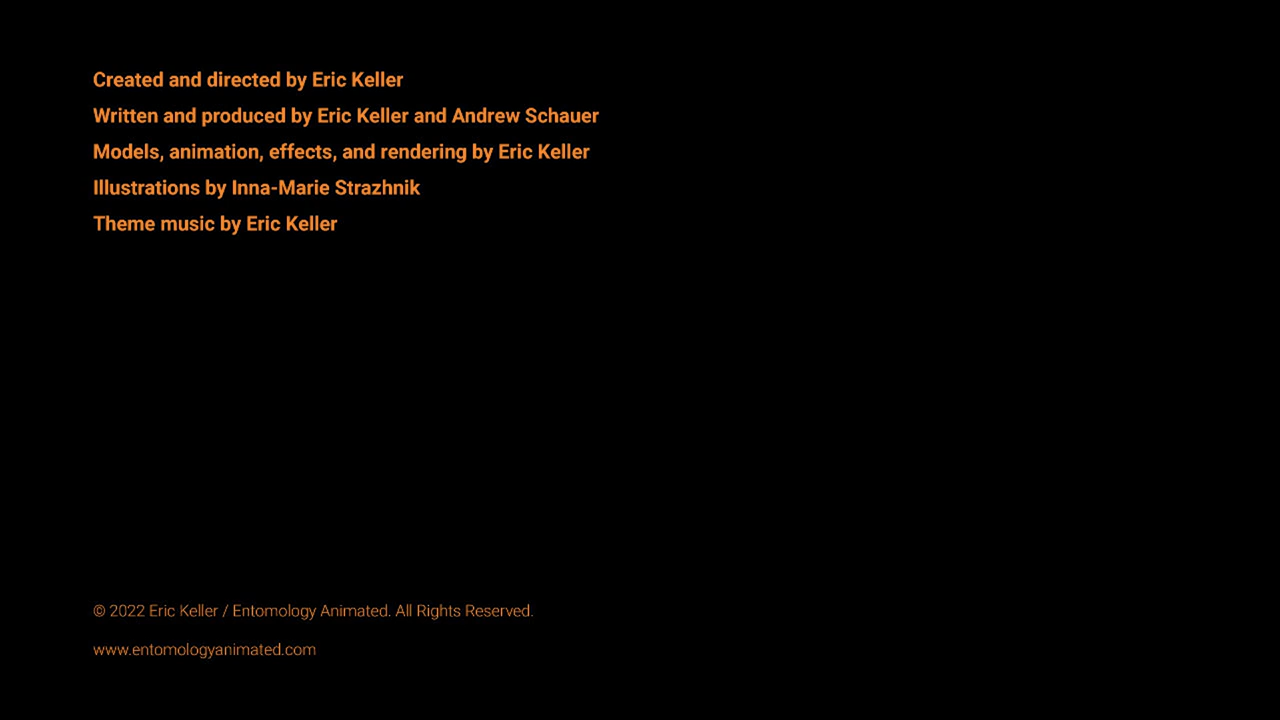 Created and directed by Eric Keller
Written and produced by Eric Keller and Andrew Schauer
Models, animation, effects, and rendering by Eric Keller
Illustrations by Inna-Marie Strazhnik
Theme music by Eric Keller
© 2022 Eric Keller / Entomology Animated. All Rights Reserved.
www.entomologyanimated.com